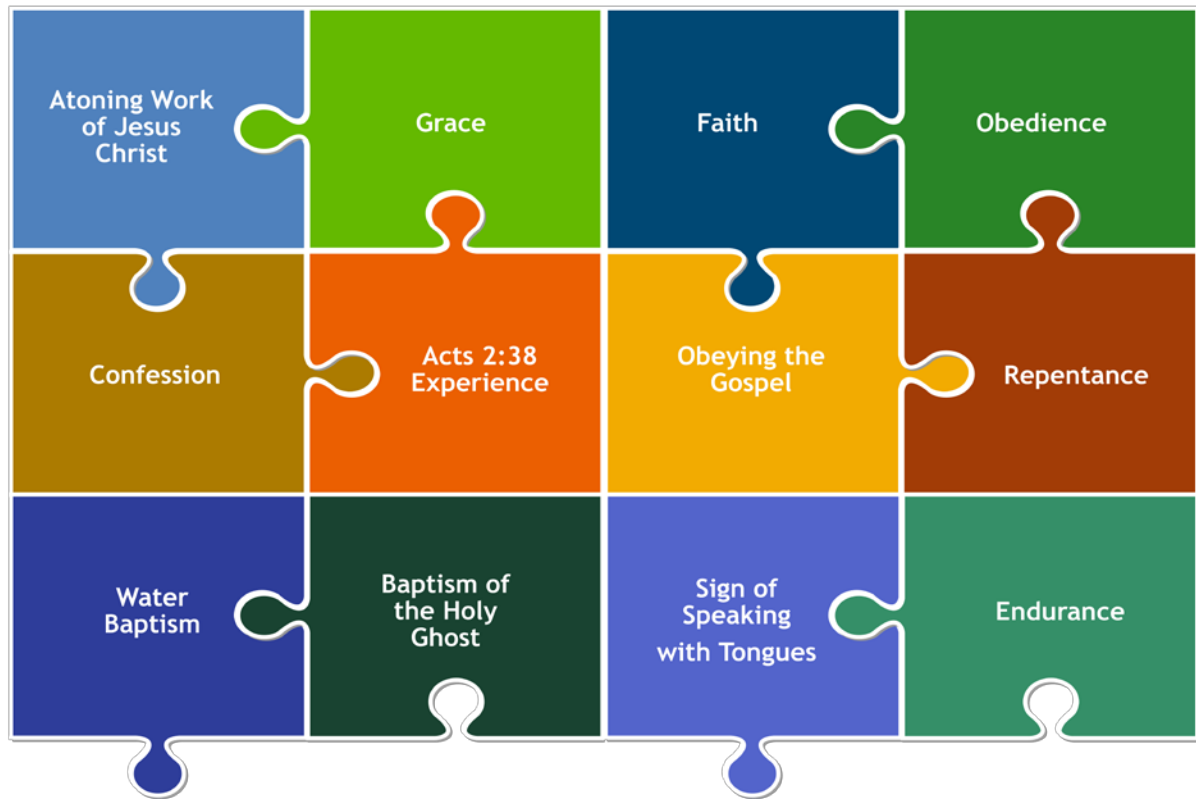 Atoning Work
of Jesus
Christ
Grace
Faith
Obedience
Confession
Acts 2:38
Experience
Obeying the
Gospel
Repentance
Water
Baptism
Baptism of
the Holy
Ghost
Sign of
Speaking
with Tongues
Endurance